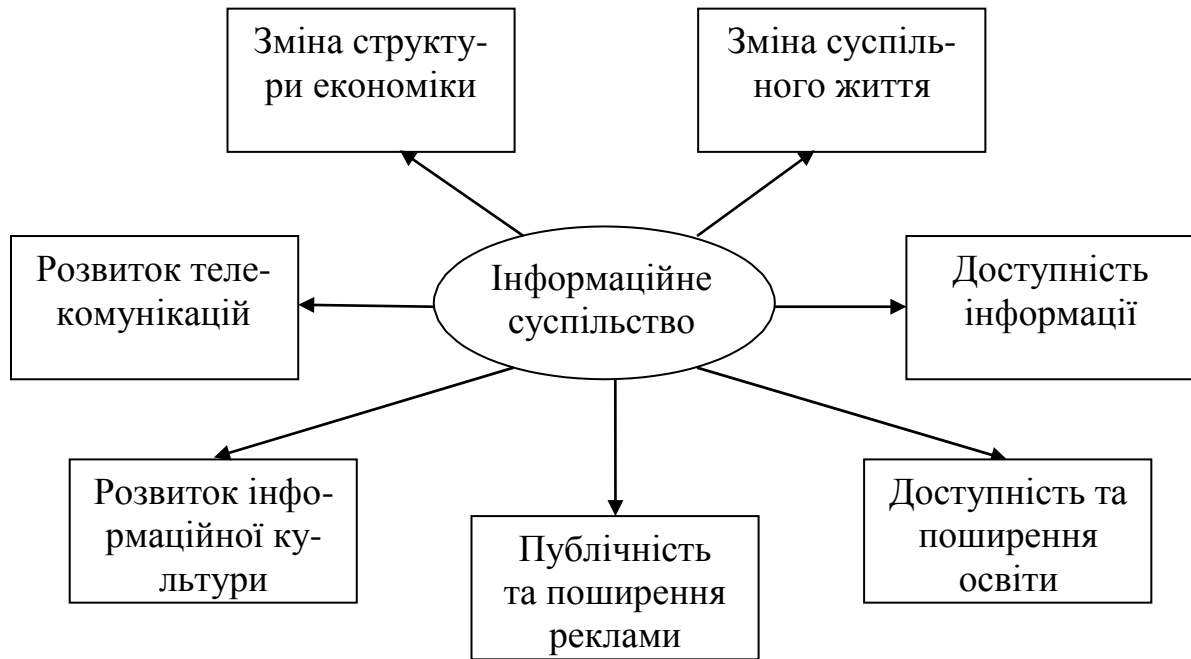 Зміна структу-
ри економіки
Зміна суспіль-
ного життя
Розвиток теле-
комунікацій
Інформаційне
суспільство
Доступність
інформації
Розвиток інфо-
рмаційної ку-
льтури
Публічність
та поширення
реклами
Доступність та
поширення
освіти